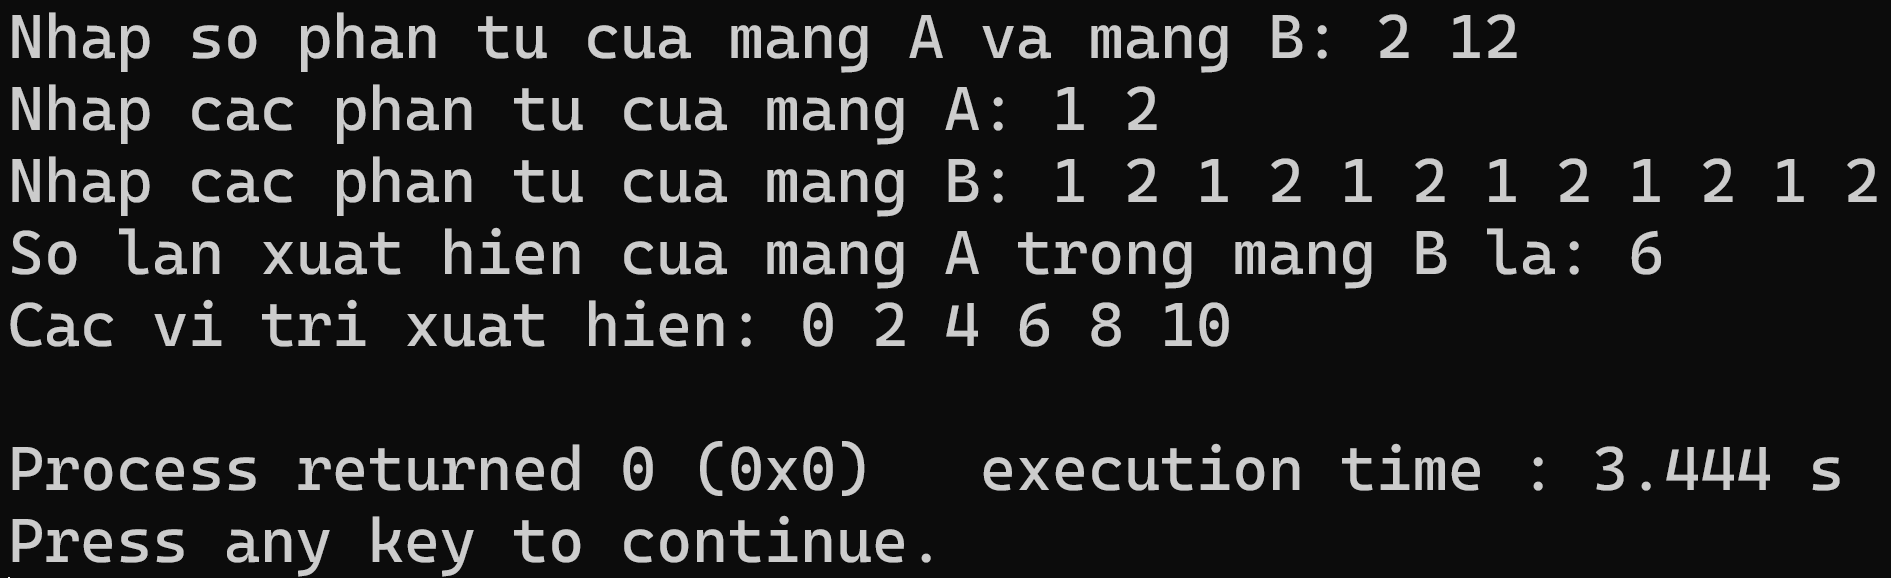 Nhap so phan tu cua mang A va mang B: 2 12
Nhap cac phan tu cua mang A: 1 2
Nhap cac phan tu cua mang B: 1 2 1 2 1 2 1 2 1 2 1 2
So lan xuat hien cua mang A trong mang B la: 6
Cac vi tri xuat hien: 0 2 4 6 8 10
Process returned 0 (0x0)   execution time : 3.444 s
Press any key to continue.